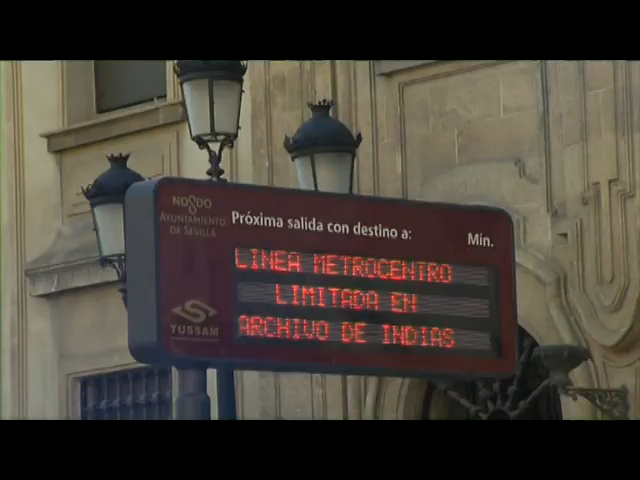 NO8DO
AYUNTAMIENTO
DE SEVILLA
Próxima salida con destino a:
Min.
LINEA METROCENTRO
LIMITADA EN
ARCHIVO DE INDIAS
TUSSAM